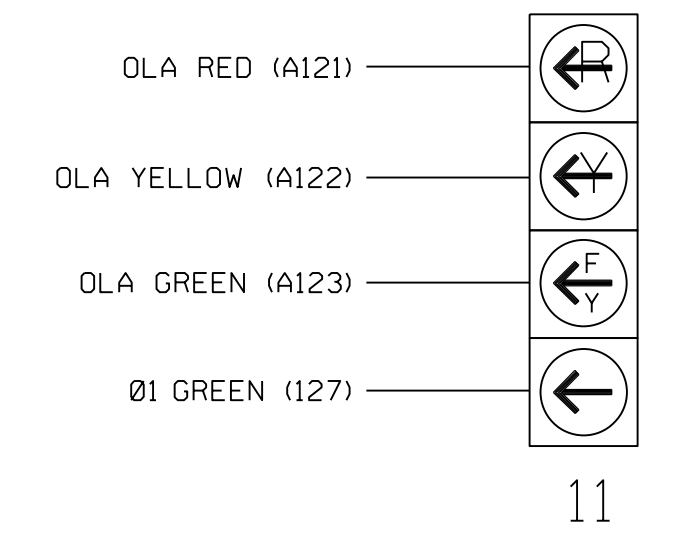 OLA RED (A121)
R
OLA YELLOW (A122)
Y
OLA GREEN (A123)
F
Y
Ø1 GREEN (127)
11